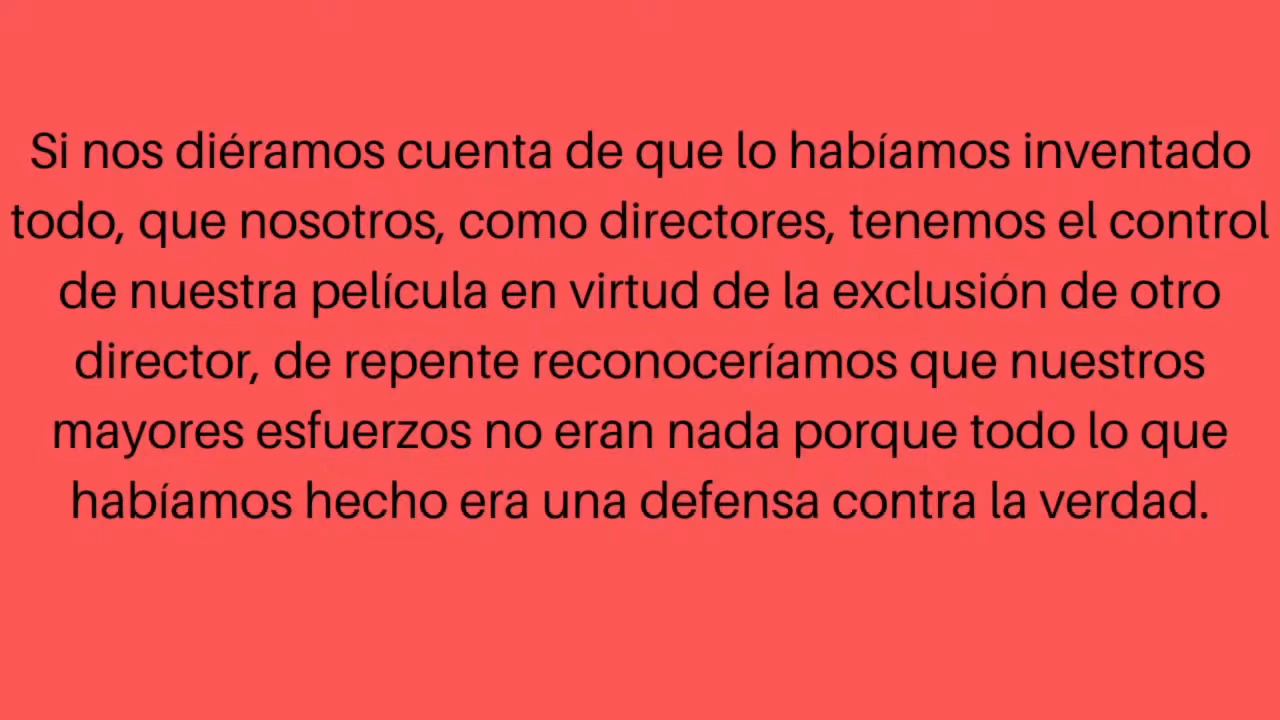 Si nos diéramos cuenta de que lo habíamos inventado
todo, que nosotros, como directores, tenemos el control
de nuestra película en virtud de la exclusión de otro
director, de repente reconoceríamos que nuestros
mayores esfuerzos no eran nada porque todo lo que
habíamos hecho era una defensa contra la verdad.